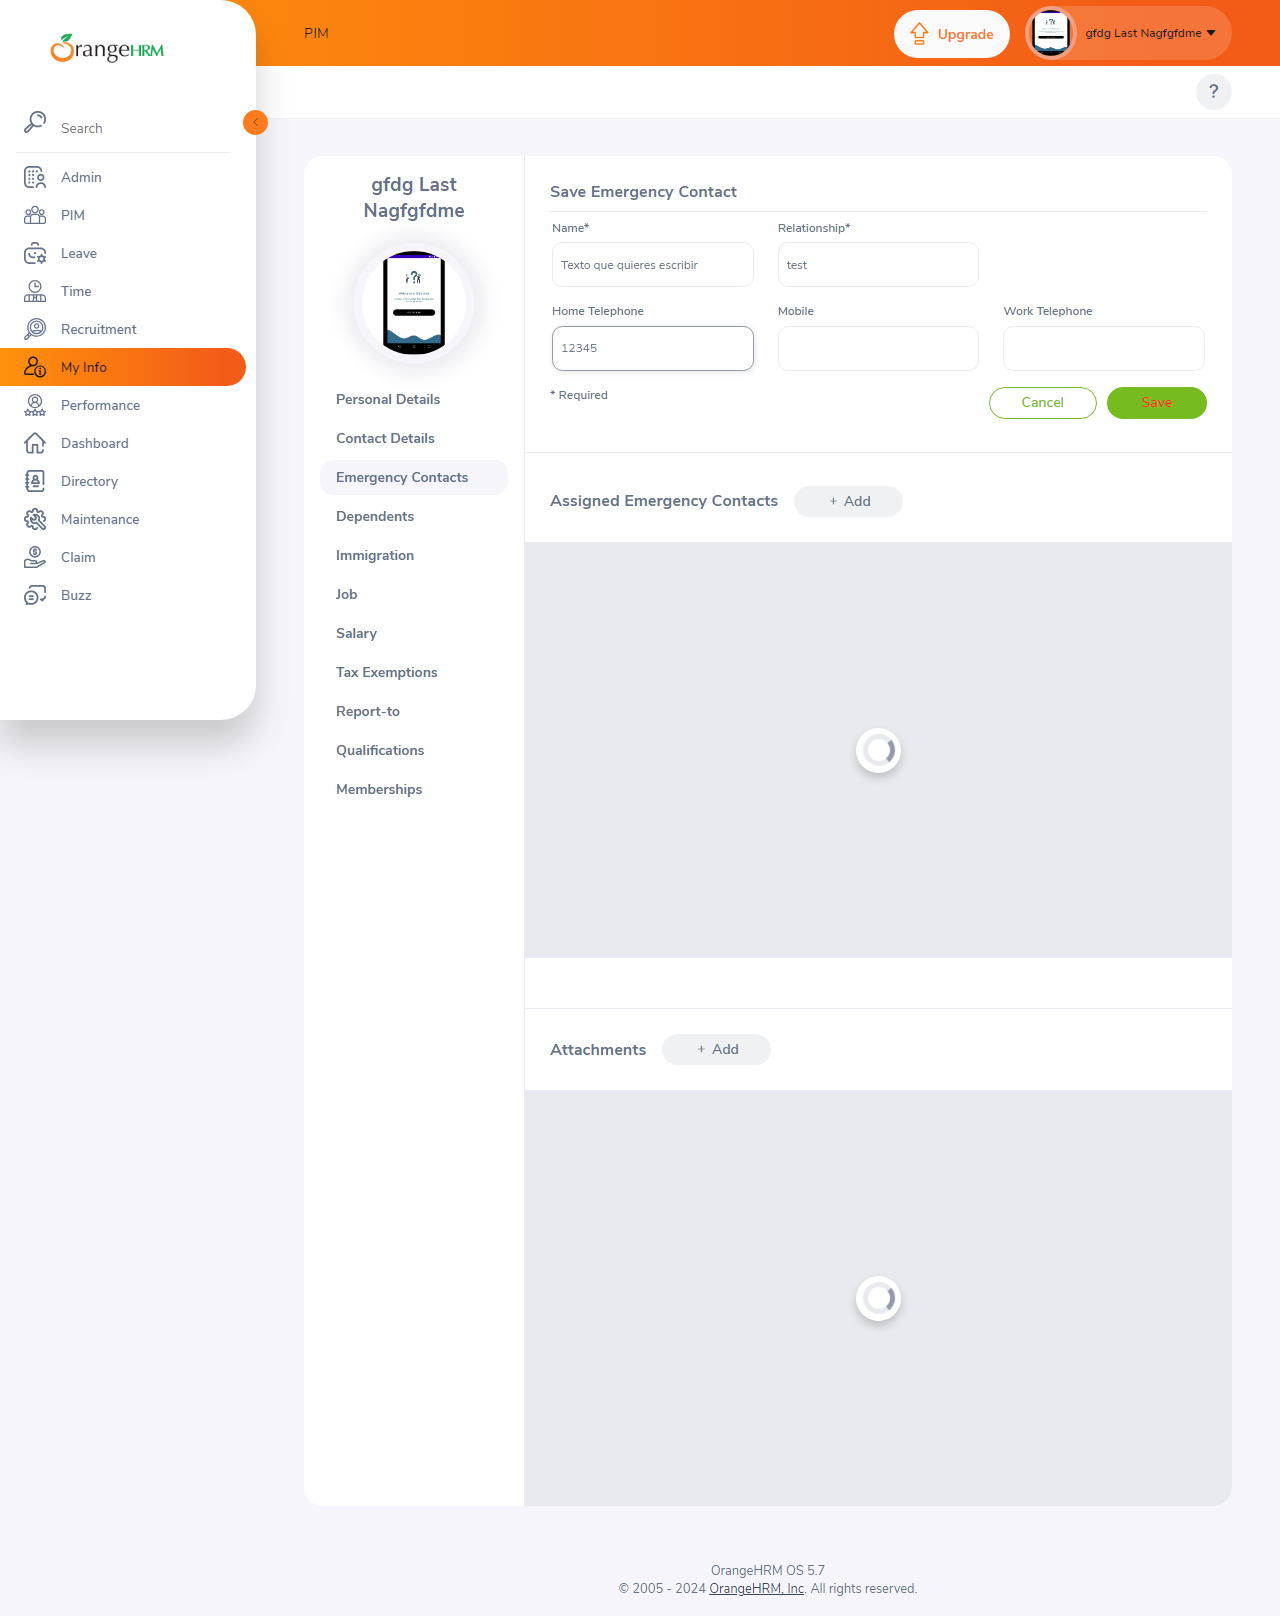 OrangeHRM
PIM
Upgrade
gfdg Last Nagfgfdme
?
Search
Admin
PIM
Leave
Time
Recruitment
My Info
Performance
Dashboard
Directory
Maintenance
Claim
Buzz
gfdg Last
Nagfgfdme
Personal Details
Contact Details
Emergency Contacts
Dependents
Immigration
Job
Salary
Tax Exemptions
Report-to
Qualifications
Memberships
Save Emergency Contact
Name* Relationship*
Texto que quieres escribir test
Home Telephone Mobile Work Telephone
12345
* Required Cancel Save
Assigned Emergency Contacts + Add
Attachments + Add
OrangeHRM OS 5.7
© 2005 - 2024 OrangeHRM, Inc. All rights reserved.